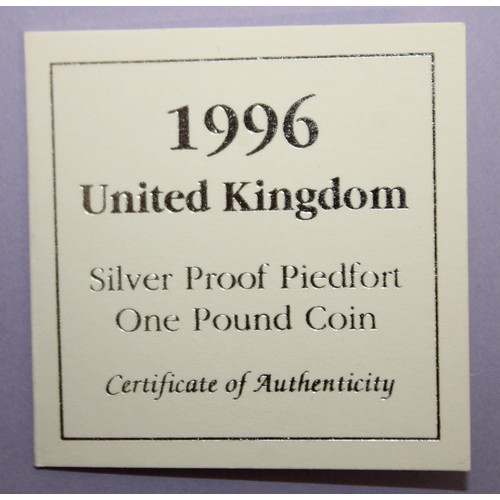 1996
United Kingdom
Silver Proof Piedfort
One Pound Coin
Certificate of Authenticity